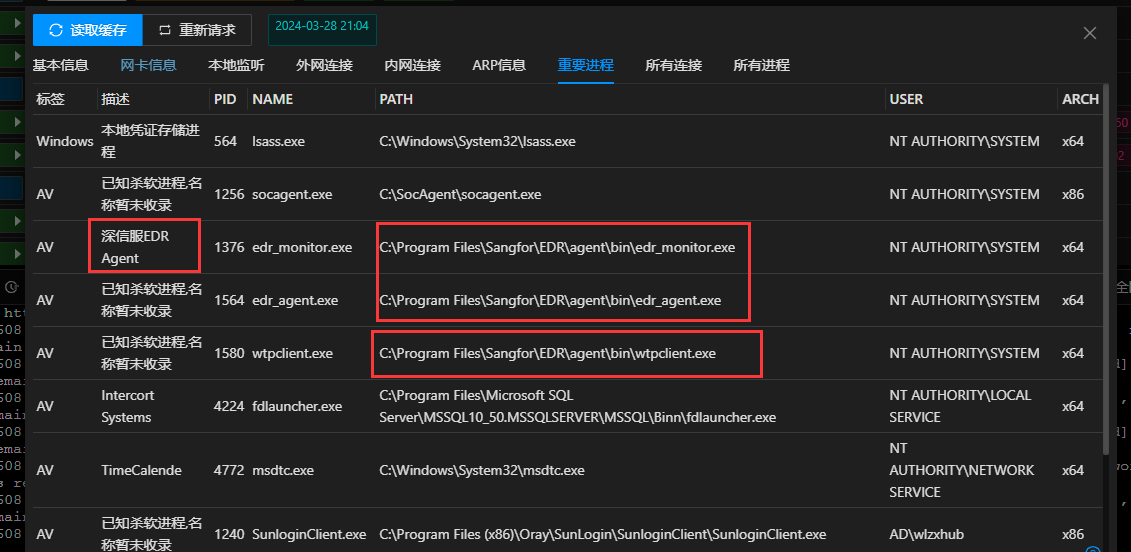 读取缓存 重新请求 2024-03-28 21:04
基本信息 网卡信息 本地监听 外网连接 内网连接 ARP信息 重要进程 所有连接 所有进程
标签 描述 PID NAME PATH USER ARCH
Windows 本地凭证存储进程 564 lsass.exe C:\Windows\System32\lsass.exe NT AUTHORITY\SYSTEM x64
AV 已知杀软进程,名称暂未收录 1256 socagent.exe C:\SocAgent\socagent.exe NT AUTHORITY\SYSTEM x86
AV 深信服EDR Agent 1376 edr_monitor.exe C:\Program Files\Sangfor\EDR\agent\bin\edr_monitor.exe NT AUTHORITY\SYSTEM x64
AV 已知杀软进程,名称暂未收录 1564 edr_agent.exe C:\Program Files\Sangfor\EDR\agent\bin\edr_agent.exe NT AUTHORITY\SYSTEM x64
AV 已知杀软进程,名称暂未收录 1580 wtpclient.exe C:\Program Files\Sangfor\EDR\agent\bin\wtpclient.exe NT AUTHORITY\SYSTEM x64
AV Intercort Systems 4224 fdlauncher.exe C:\Program Files\Microsoft SQL Server\MSSQL10_50.MSSQLSERVER\MSSQL\Binn\fdlauncher.exe NT AUTHORITY\LOCAL SERVICE x64
AV TimeCalende 4772 msdtc.exe C:\Windows\System32\msdtc.exe NT AUTHORITY\NETWORK SERVICE x64
AV 已知杀软进程,名称暂未收录 1240 SunloginClient.exe C:\Program Files (x86)\Oray\SunLogin\SunloginClient\SunloginClient.exe AD\wlzxhub x86